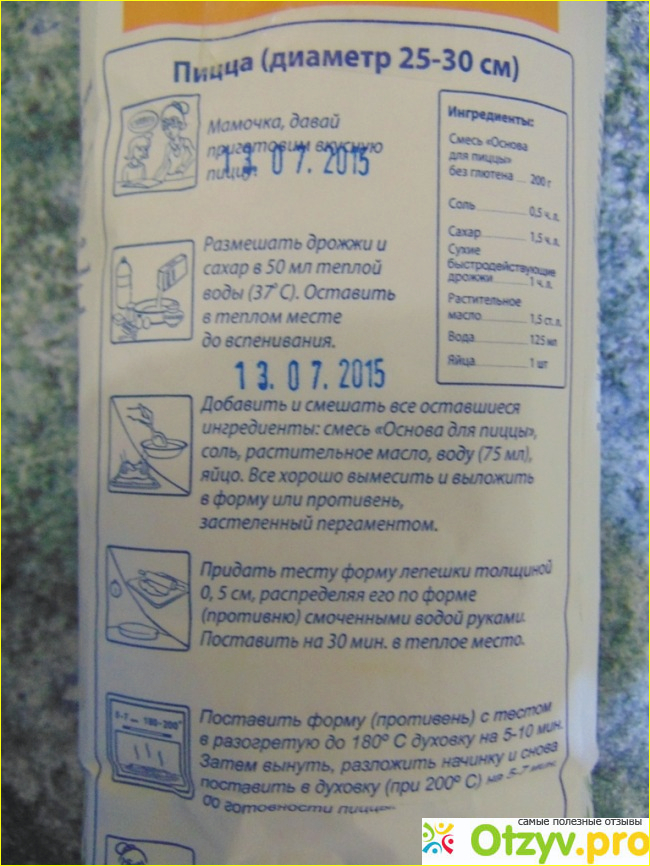 Пицца (диаметр 25-30 см)
Мамочка, давай
приготовим вкусную
пиццу!
13.07.2015
Ингредиенты:
Смесь «Основа
для пиццы»
без глютена ... 200 г
Соль ... 0,5 ч. л.
Сахар ... 1,5 ч. л.
Сухие
быстродействующие
дрожжи ... 1 ч. л.
Растительное
масло ... 1,5 ст. л.
Вода ... 125 мл
Яйца ... 1 шт
Размешать дрожжи и
сахар в 50 мл теплой
воды (37°С). Оставить
в теплом месте
до вспенивания.
13.07.2015
Добавить и смешать все оставшиеся
ингредиенты: смесь «Основа для пиццы»,
соль, растительное масло, воду (75 мл),
яйцо. Все хорошо вымесить и выложить
в форму или противень,
застеленный пергаментом.
Придать тесту форму лепешки толщиной
0, 5 см, распределяя его по форме
(противню) смоченными водой руками.
Поставить на 30 мин. в теплое место.
180-200°
Поставить форму (противень) с тестом
в разогретую до 180° С духовку на 5-10 мин.
Затем вынуть, разложить начинку и снова
поставить в духовку (при 200° С) на 5-7 мин.
до готовности пиццы.
самые полезные отзывы
Otzyv.pro